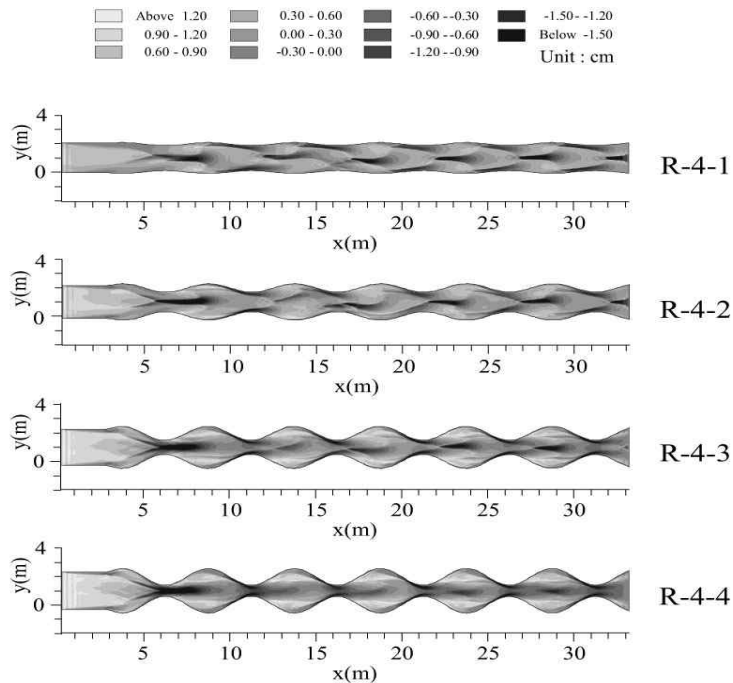 Above 1.20 0.30 - 0.60 -0.60 - -0.30 -1.50 - -1.20
0.90 - 1.20 0.00 - 0.30 -0.90 - -0.60 Below -1.50
0.60 - 0.90 -0.30 - 0.00 -1.20 - -0.90 Unit : cm
4
y(m)
0
R-4-1
5 10 15 20 25 30
x(m)
4
y(m)
0
R-4-2
5 10 15 20 25 30
x(m)
4
y(m)
0
R-4-3
5 10 15 20 25 30
x(m)
4
y(m)
0
R-4-4
5 10 15 20 25 30
x(m)